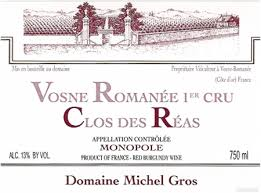 Mis en bouteille au domaine
Propriétaire Viticulteur à Vosne-Romanée
(Côte d'or) France
VOSNE ROMANÉE 1ER CRU
CLOS DES RÉAS
APPELLATION CONTRÔLÉE
MONOPOLE
ALC. 13% BY VOL.
PRODUCT OF FRANCE - RED BURGUNDY WINE
750 ml
Domaine Michel Gros